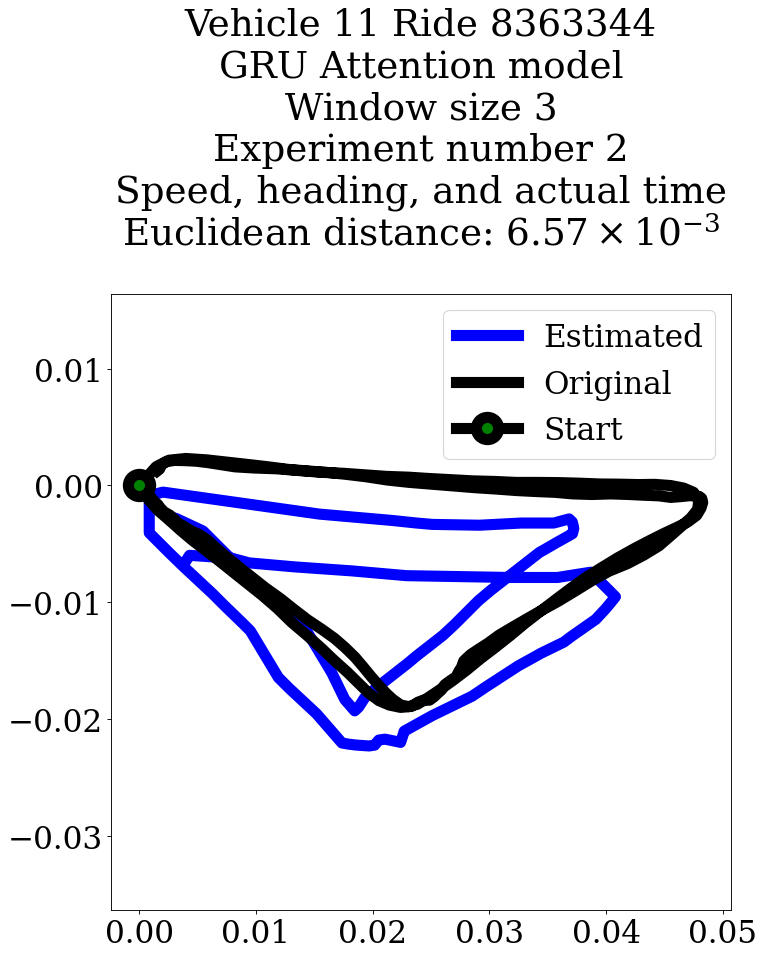 Vehicle 11 Ride 8363344
GRU Attention model
Window size 3
Experiment number 2
Speed, heading, and actual time
Euclidean distance: 6.57 × 10⁻³
Estimated
Original
Start
0.01
0.00
−0.01
−0.02
−0.03
0.00 0.01 0.02 0.03 0.04 0.05